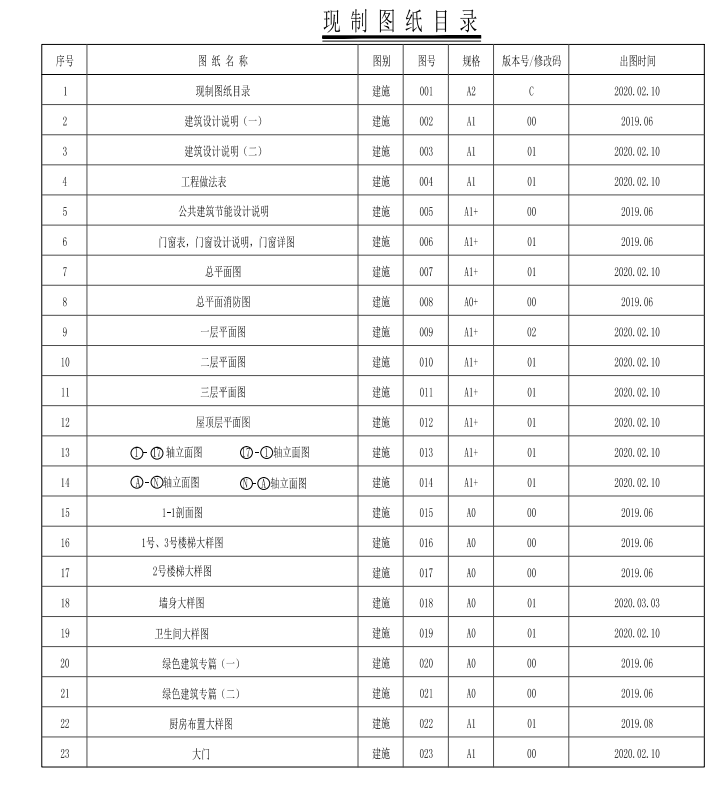 现制图纸目录
序号 图纸名称 图别 图号 规格 版本号/修改码 出图时间
1 现制图纸目录 建施 001 A2 C 2020.02.10
2 建筑设计说明（一） 建施 002 A1 00 2019.06
3 建筑设计说明（二） 建施 003 A1 01 2020.02.10
4 工程做法表 建施 004 A1 01 2020.02.10
5 公共建筑节能设计说明 建施 005 A1+ 00 2019.06
6 门窗表，门窗设计说明，门窗详图 建施 006 A1+ 01 2019.06
7 总平面图 建施 007 A1+ 01 2020.02.10
8 总平面消防图 建施 008 A0+ 00 2019.06
9 一层平面图 建施 009 A1+ 02 2020.02.10
10 二层平面图 建施 010 A1+ 01 2020.02.10
11 三层平面图 建施 011 A1+ 01 2020.02.10
12 屋顶层平面图 建施 012 A1+ 01 2020.02.10
13 ①-⑰轴立面图 ⑰-①轴立面图 建施 013 A1+ 01 2020.02.10
14 Ⓐ-Ⓝ轴立面图 Ⓝ-Ⓐ轴立面图 建施 014 A1+ 01 2020.02.10
15 1-1剖面图 建施 015 A0 00 2019.06
16 1号、3号楼梯大样图 建施 016 A0 00 2019.06
17 2号楼梯大样图 建施 017 A0 00 2019.06
18 墙身大样图 建施 018 A0 01 2020.03.03
19 卫生间大样图 建施 019 A0 01 2020.02.10
20 绿色建筑专篇（一） 建施 020 A0 00 2019.06
21 绿色建筑专篇（二） 建施 021 A0 00 2019.06
22 厨房布置大样图 建施 022 A1 01 2019.08
23 大门 建施 023 A1 00 2020.02.10